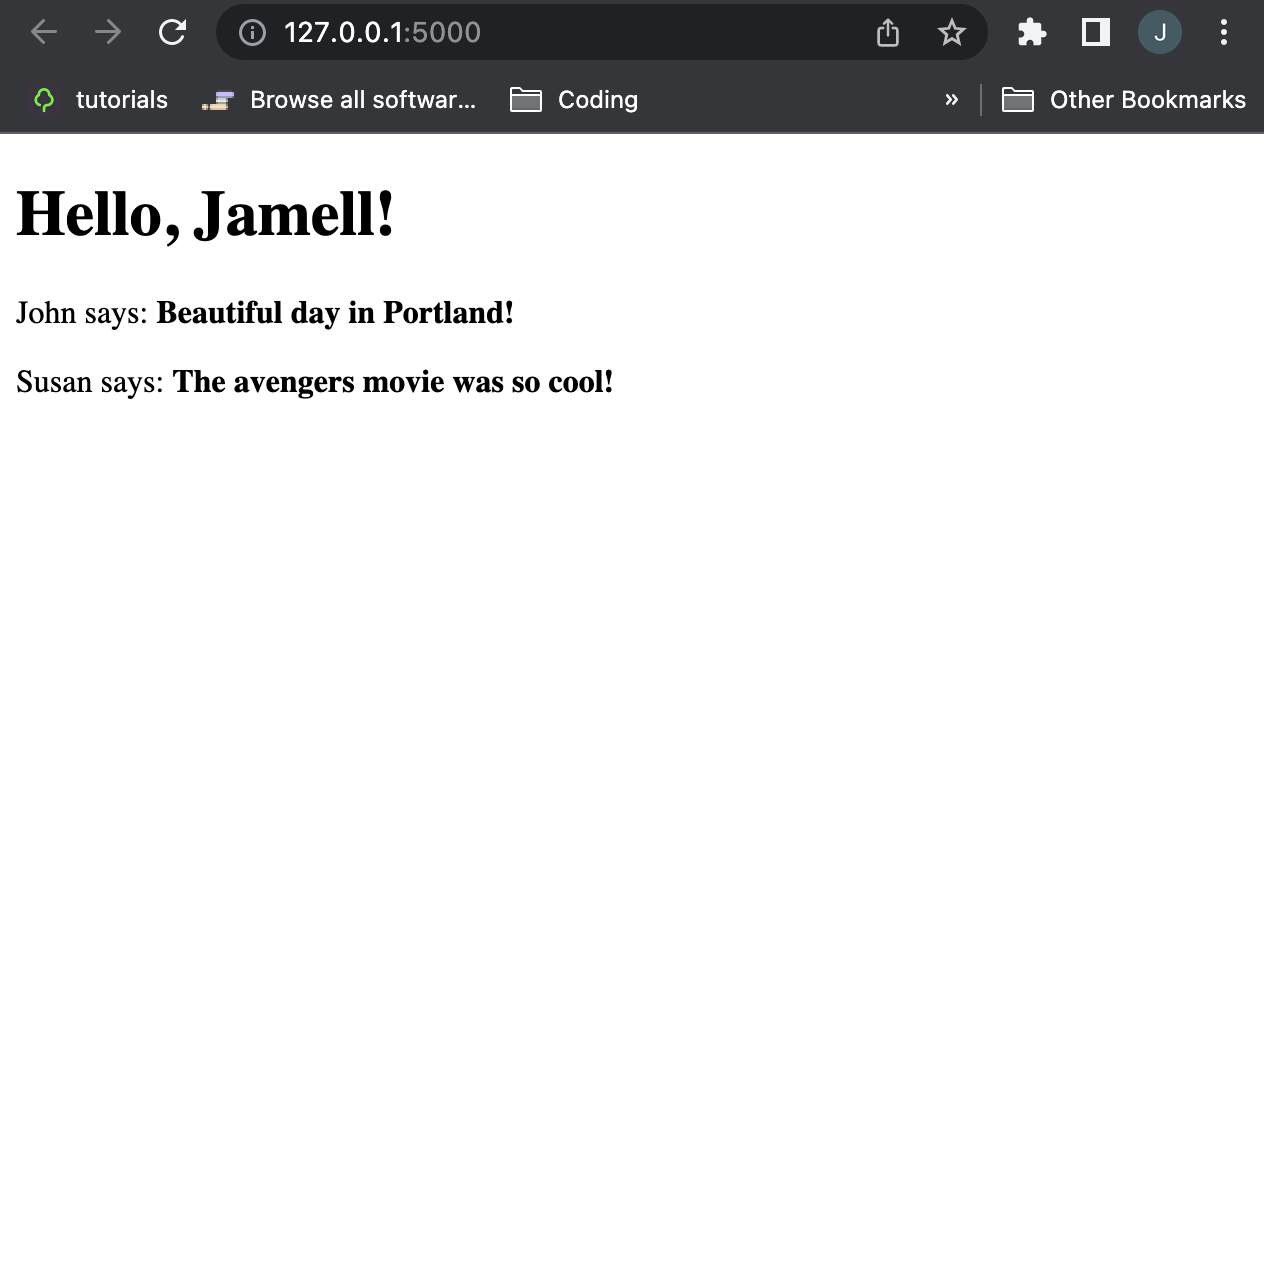 127.0.0.1:5000
J
tutorials
Browse all softwar...
Coding
»
Other Bookmarks
Hello, Jamell!
John says: Beautiful day in Portland!
Susan says: The avengers movie was so cool!